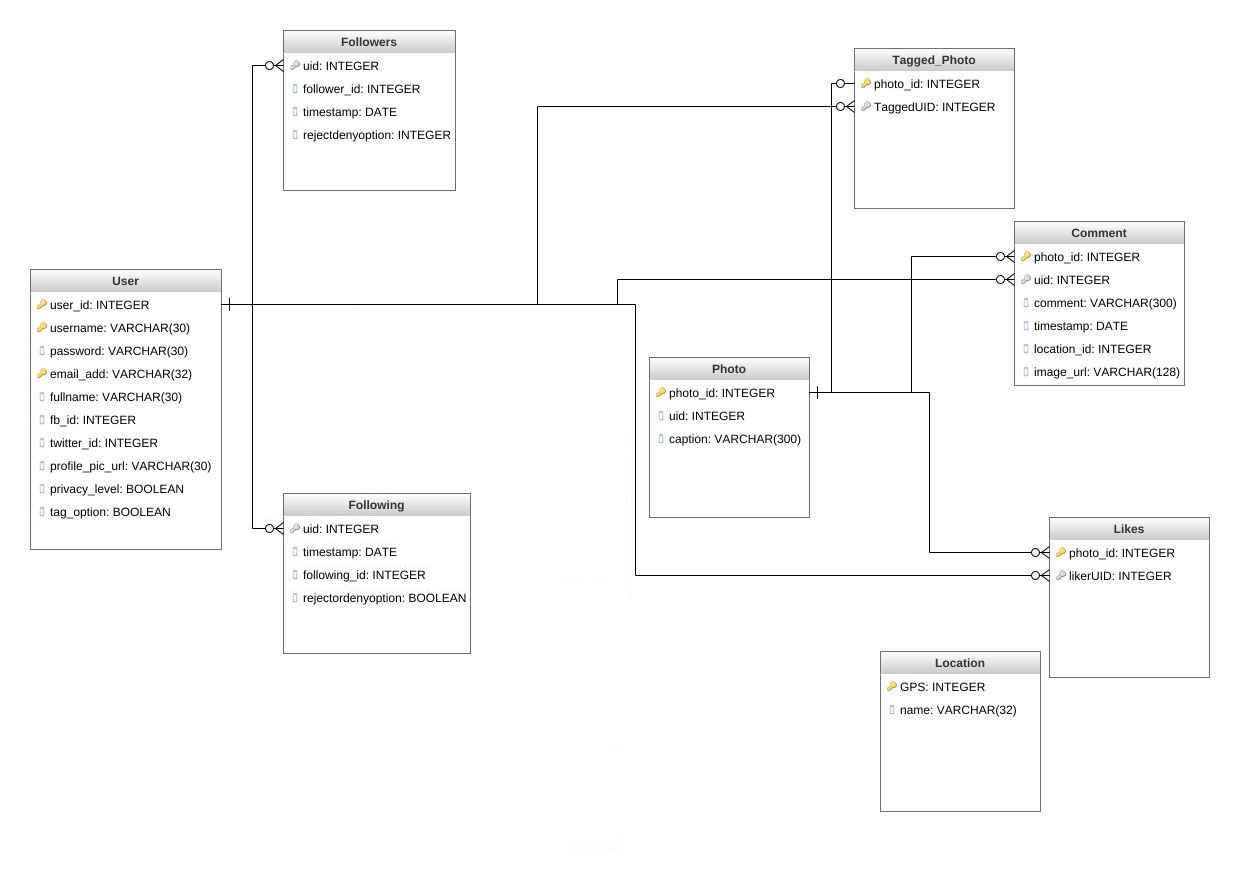 Followers
uid: INTEGER
follower_id: INTEGER
timestamp: DATE
rejectdenyoption: INTEGER
Tagged_Photo
photo_id: INTEGER
TaggedUID: INTEGER
Comment
photo_id: INTEGER
uid: INTEGER
comment: VARCHAR(300)
timestamp: DATE
location_id: INTEGER
image_url: VARCHAR(128)
User
user_id: INTEGER
username: VARCHAR(30)
password: VARCHAR(30)
email_add: VARCHAR(32)
fullname: VARCHAR(30)
fb_id: INTEGER
twitter_id: INTEGER
profile_pic_url: VARCHAR(30)
privacy_level: BOOLEAN
tag_option: BOOLEAN
Photo
photo_id: INTEGER
uid: INTEGER
caption: VARCHAR(300)
Following
uid: INTEGER
timestamp: DATE
following_id: INTEGER
rejectordenyoption: BOOLEAN
Likes
photo_id: INTEGER
likerUID: INTEGER
Location
GPS: INTEGER
name: VARCHAR(32)